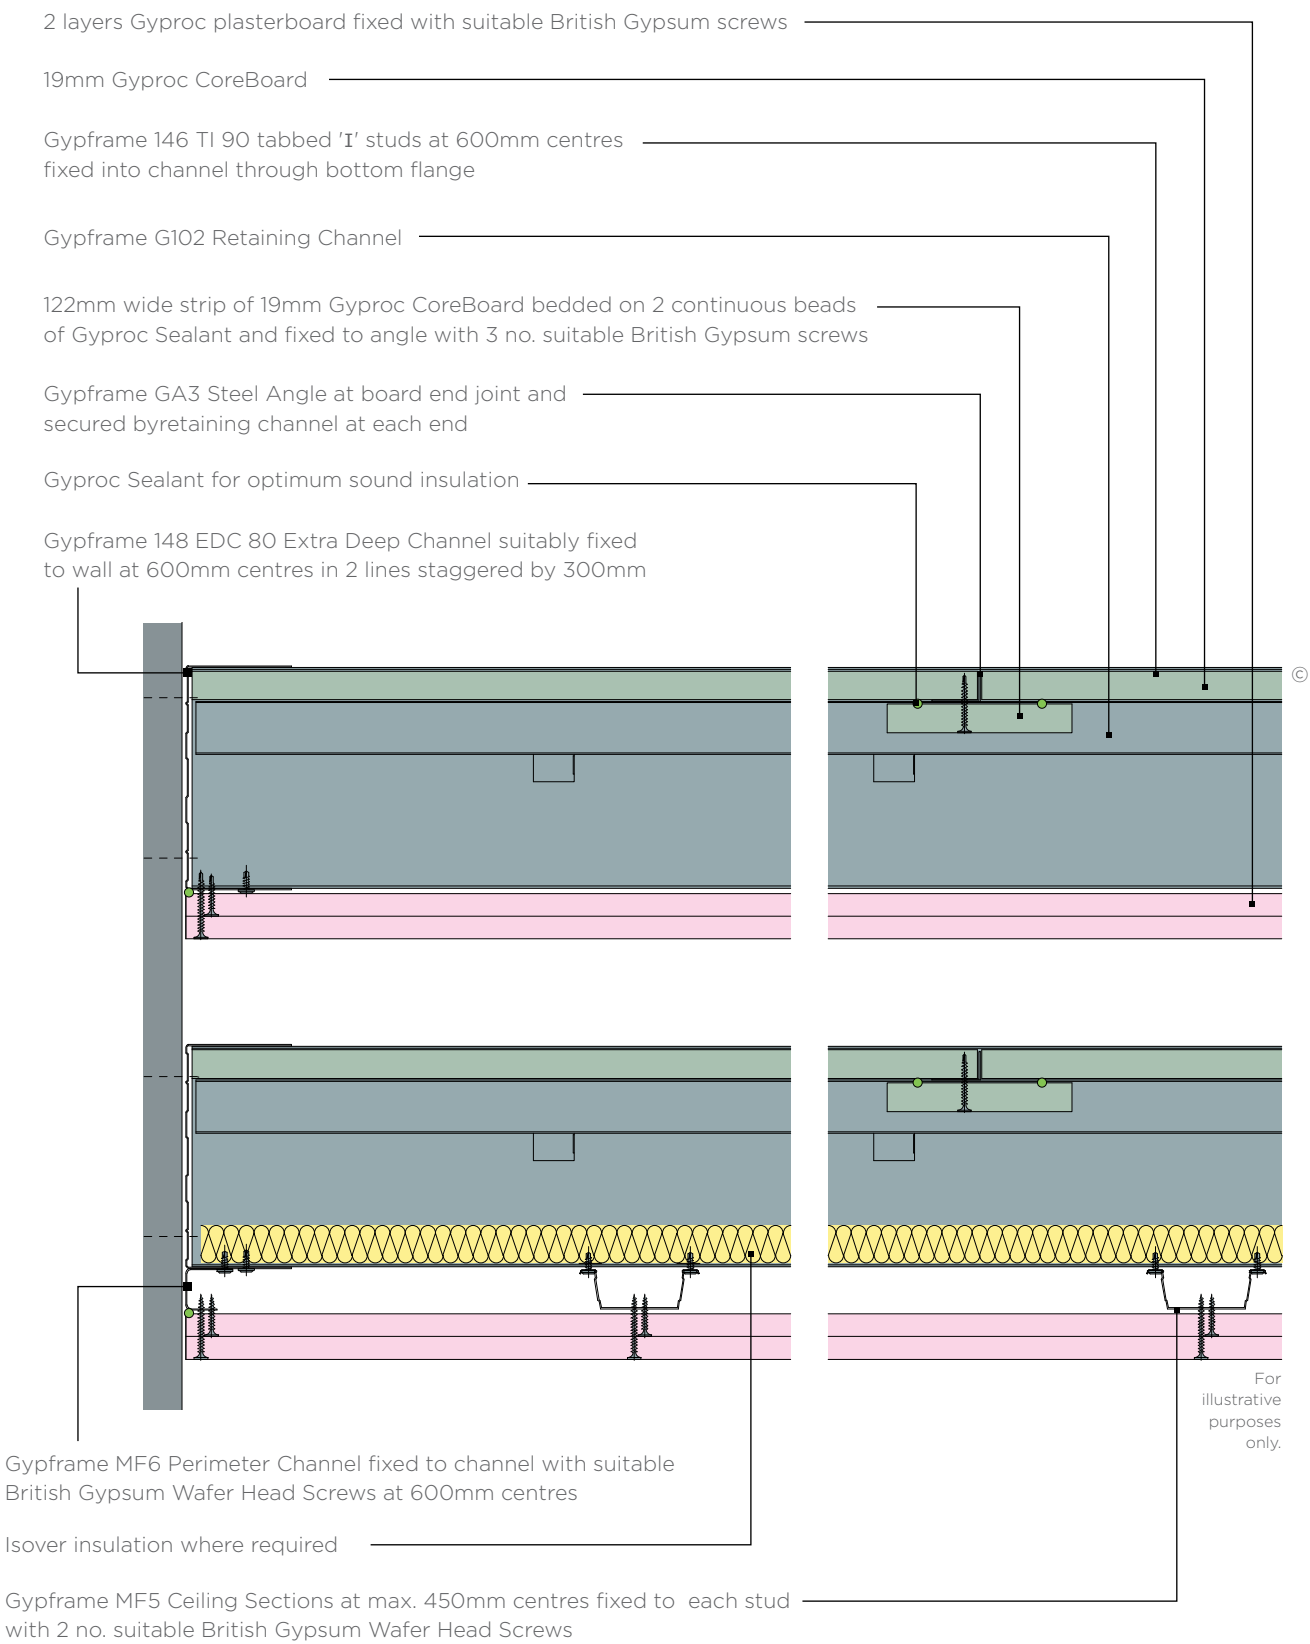 2 layers Gyproc plasterboard fixed with suitable British Gypsum screws
19mm Gyproc CoreBoard
Gypframe 146 TI 90 tabbed 'I' studs at 600mm centres
fixed into channel through bottom flange
Gypframe G102 Retaining Channel
122mm wide strip of 19mm Gyproc CoreBoard bedded on 2 continuous beads
of Gyproc Sealant and fixed to angle with 3 no. suitable British Gypsum screws
Gypframe GA3 Steel Angle at board end joint and
secured byretaining channel at each end
Gyproc Sealant for optimum sound insulation
Gypframe 148 EDC 80 Extra Deep Channel suitably fixed
to wall at 600mm centres in 2 lines staggered by 300mm
©
For
illustrative
purposes
only.
Gypframe MF6 Perimeter Channel fixed to channel with suitable
British Gypsum Wafer Head Screws at 600mm centres
Isover insulation where required
Gypframe MF5 Ceiling Sections at max. 450mm centres fixed to each stud
with 2 no. suitable British Gypsum Wafer Head Screws